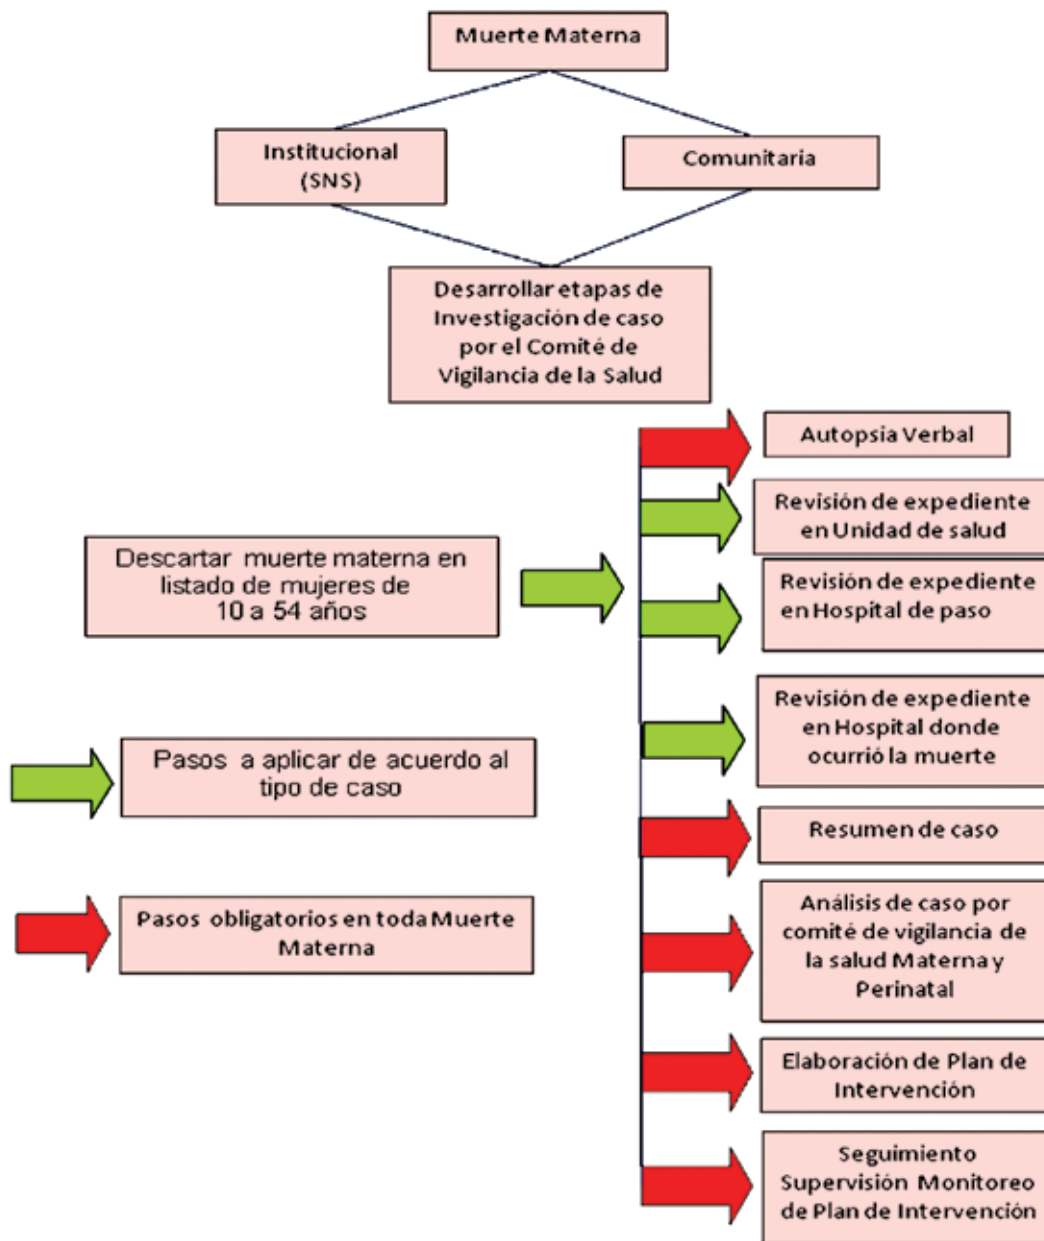 Muerte Materna
Institucional
(SNS)
Comunitaria
Desarrollar etapas de
Investigación de caso
por el Comité de
Vigilancia de la Salud
Autopsia Verbal
Revisión de expediente
en Unidad de salud
Descartar muerte materna en
listado de mujeres de
10 a 54 años
Revisión de expediente
en Hospital de paso
Revisión de expediente
en Hospital donde
ocurrió la muerte
Pasos a aplicar de acuerdo al
tipo de caso
Resumen de caso
Pasos obligatorios en toda Muerte
Materna
Análisis de caso por
comité de vigilancia de
la salud Materna y
Perinatal
Elaboración de Plan de
Intervención
Seguimiento
Supervisión Monitoreo
de Plan de Intervención